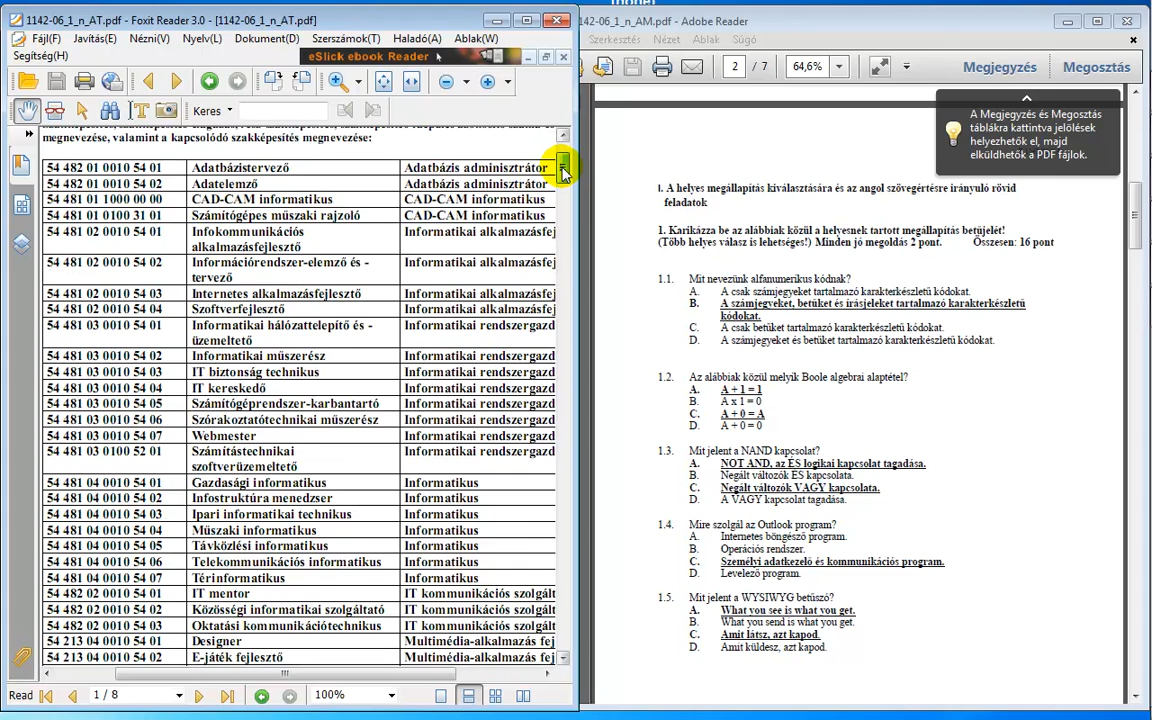 1142-06_1_n_AT.pdf - Foxit Reader 3.0 - [1142-06_1_n_AT.pdf]
Fájl(F) Javítás(E) Nézni(V) Nyelv(L) Dokument(D) Szerszámok(T) Haladó(A) Ablak(W)
Segítség(H)
eSlick ebook Reader
Keres
megnevezése, valamint a kapcsolódó szakképesítés megnevezése:
54 482 01 0010 54 01 Adatbázistervező Adatbázis adminisztrátor
54 482 01 0010 54 02 Adatelemző Adatbázis adminisztrátor
54 481 01 1000 00 00 CAD-CAM informatikus CAD-CAM informatikus
54 481 01 0100 31 01 Számítógépes műszaki rajzoló CAD-CAM informatikus
54 481 02 0010 54 01 Infokommunikációs Informatikai alkalmazásfej
alkalmazásfejlesztő
54 481 02 0010 54 02 Információrendszer-elemző és - Informatikai alkalmazásfej
tervező
54 481 02 0010 54 03 Internetes alkalmazásfejlesztő Informatikai alkalmazásfej
54 481 02 0010 54 04 Szoftverfejlesztő Informatikai alkalmazásfej
54 481 03 0010 54 01 Informatikai hálózattelepítő és - Informatikai rendszergazd
üzemeltető
54 481 03 0010 54 02 Informatikai műszerész Informatikai rendszergazd
54 481 03 0010 54 03 IT biztonság technikus Informatikai rendszergazd
54 481 03 0010 54 04 IT kereskedő Informatikai rendszergazd
54 481 03 0010 54 05 Számítógéprendszer-karbantartó Informatikai rendszergazd
54 481 03 0010 54 06 Szórakoztatótechnikai műszerész Informatikai rendszergazd
54 481 03 0010 54 07 Webmester Informatikai rendszergazd
54 481 03 0100 52 01 Számítástechnikai Informatikai rendszergazd
szoftverüzemeltető
54 481 04 0010 54 01 Gazdasági informatikus Informatikus
54 481 04 0010 54 02 Infostruktúra menedzser Informatikus
54 481 04 0010 54 03 Ipari informatikai technikus Informatikus
54 481 04 0010 54 04 Műszaki informatikus Informatikus
54 481 04 0010 54 05 Távközlési informatikus Informatikus
54 481 04 0010 54 06 Telekommunikációs informatikus Informatikus
54 481 04 0010 54 07 Térinformatikus Informatikus
54 482 02 0010 54 01 IT mentor IT kommunikációs szolgált
54 482 02 0010 54 02 Közösségi informatikai szolgáltató IT kommunikációs szolgált
54 482 02 0010 54 03 Oktatási kommunikációtechnikus IT kommunikációs szolgált
54 213 04 0010 54 01 Designer Multimédia-alkalmazás fej
54 213 04 0010 54 02 E-játék fejlesztő Multimédia-alkalmazás fej
Read 1 / 8 100%
142-06_1_n_AM.pdf - Adobe Reader
Szerkesztés Nézet Ablak Súgó
2 / 7 64,6% Megjegyzés Megosztás
A Megjegyzés és Megosztás
táblákra kattintva jelölések
helyezhetők el, majd
elküldhetők a PDF fájlok.
I. A helyes megállapítás kiválasztására és az angol szövegértésre irányuló rövid
feladatok
1. Karikázza be az alábbiak közül a helyesnek tartott megállapítás betűjelét!
(Több helyes válasz is lehetséges!) Minden jó megoldás 2 pont. Összesen: 16 pont
1.1. Mit nevezünk alfanumerikus kódnak?
A. A csak számjegyeket tartalmazó karakterkészletű kódokat.
B. A számjegyeket, betűket és írásjeleket tartalmazó karakterkészletű
kódokat.
C. A csak betűket tartalmazó karakterkészletű kódokat.
D. A számjegyeket és betűket tartalmazó karakterkészletű kódokat.
1.2. Az alábbiak közül melyik Boole algebrai alaptétel?
A. A + 1 = 1
B. A x 1 = 0
C. A + 0 = A
D. A + 0 = 0
1.3. Mit jelent a NAND kapcsolat?
A. NOT AND, az ÉS logikai kapcsolat tagadása.
B. Negált változók ÉS kapcsolata.
C. Negált változók VAGY kapcsolata.
D. A VAGY kapcsolat tagadása.
1.4. Mire szolgál az Outlook program?
A. Internetes böngésző program.
B. Operációs rendszer.
C. Személyi adatkezelő és kommunikációs program.
D. Levelező program.
1.5. Mit jelent a WYSIWYG betűszó?
A. What you see is what you get.
B. What you send is what you get.
C. Amit látsz, azt kapod.
D. Amit küldesz, azt kapod.